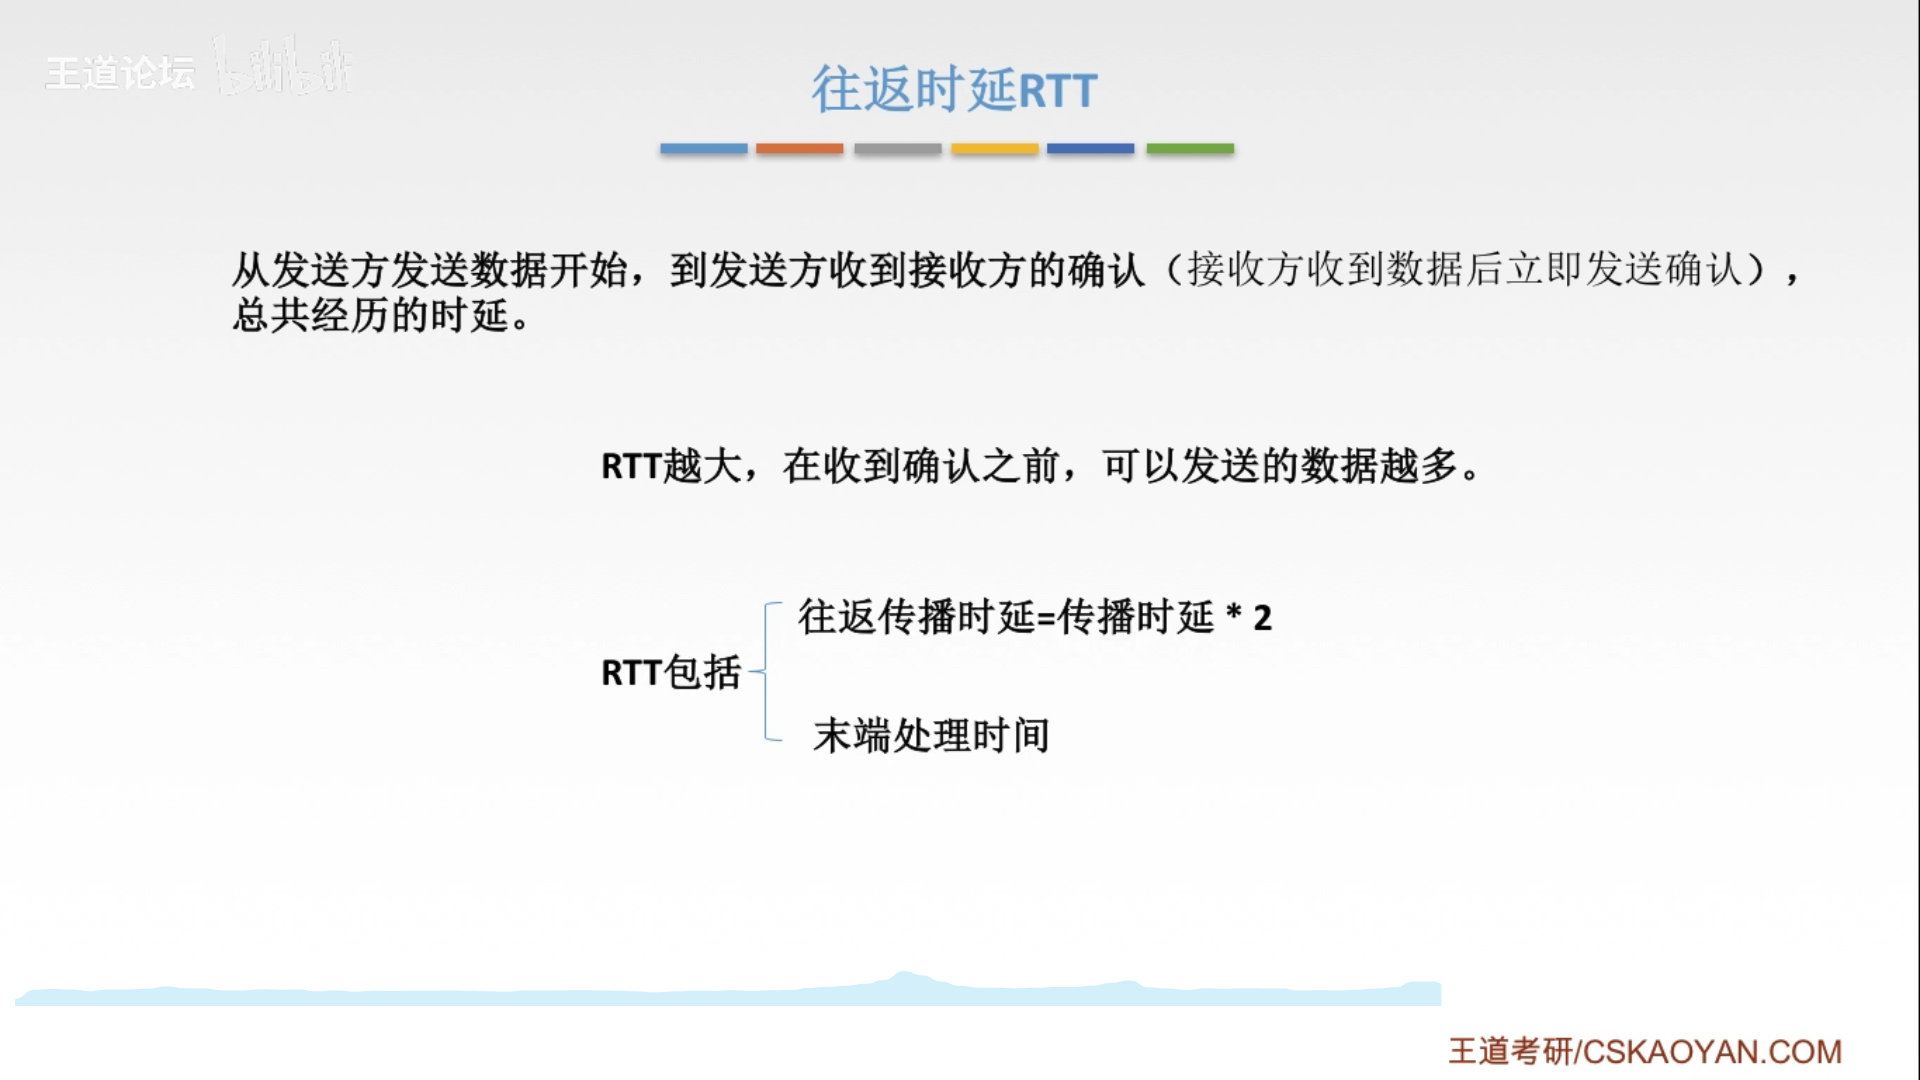 王道论坛 bilibili
往返时延RTT
从发送方发送数据开始，到发送方收到接收方的确认（接收方收到数据后立即发送确认），
总共经历的时延。
RTT越大，在收到确认之前，可以发送的数据越多。
往返传播时延=传播时延 * 2
RTT包括
末端处理时间
王道考研/CSKAOYAN.COM